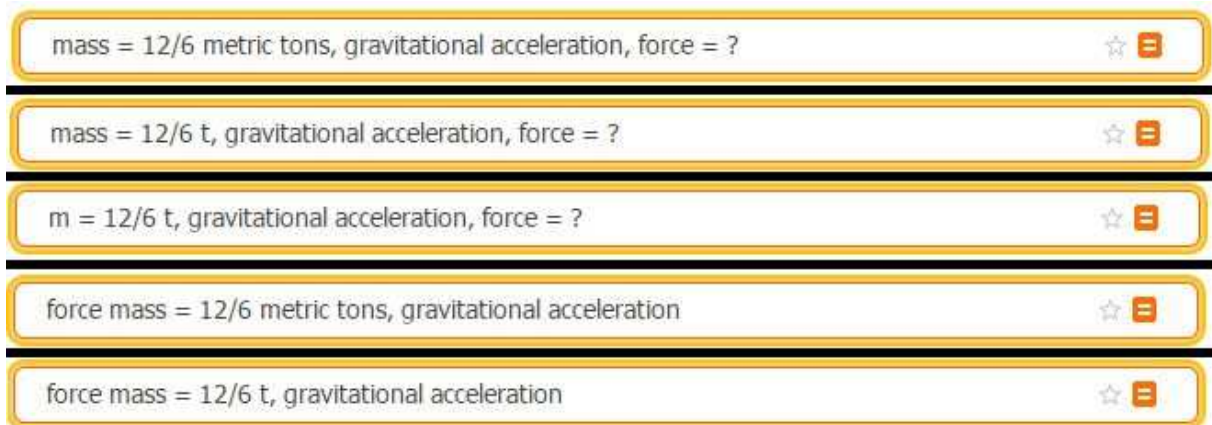 mass = 12/6 metric tons, gravitational acceleration, force = ?
mass = 12/6 t, gravitational acceleration, force = ?
m = 12/6 t, gravitational acceleration, force = ?
force mass = 12/6 metric tons, gravitational acceleration
force mass = 12/6 t, gravitational acceleration